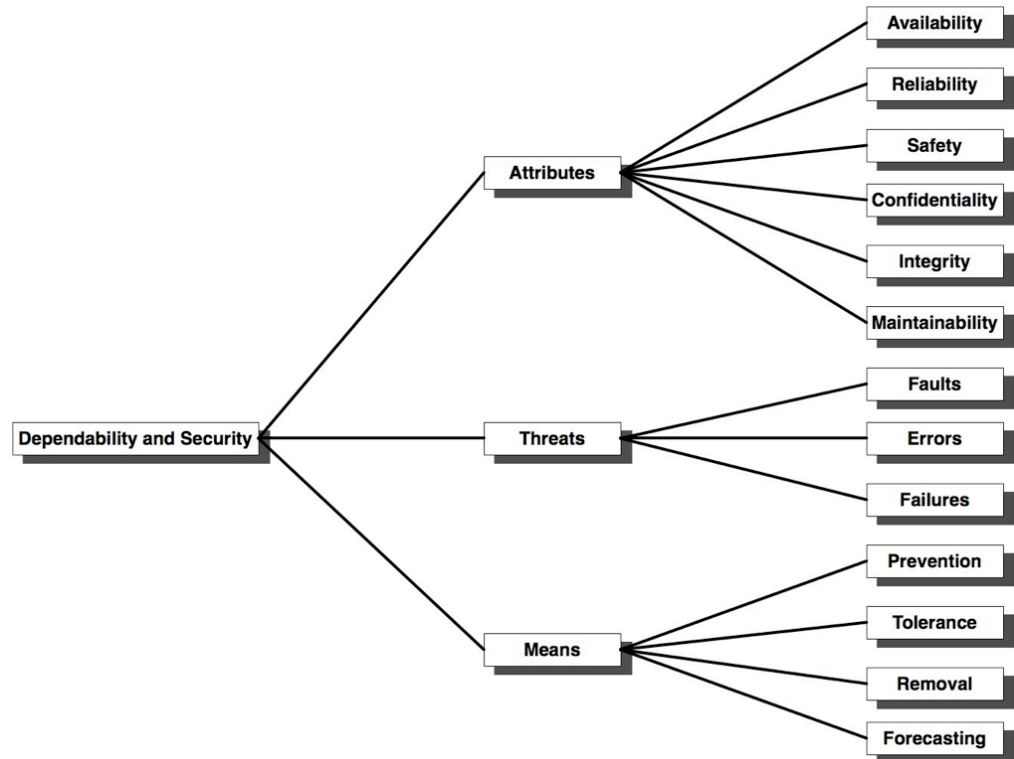 Availability
Reliability
Safety
Attributes
Confidentiality
Integrity
Maintainability
Faults
Dependability and Security
Threats
Errors
Failures
Prevention
Tolerance
Means
Removal
Forecasting